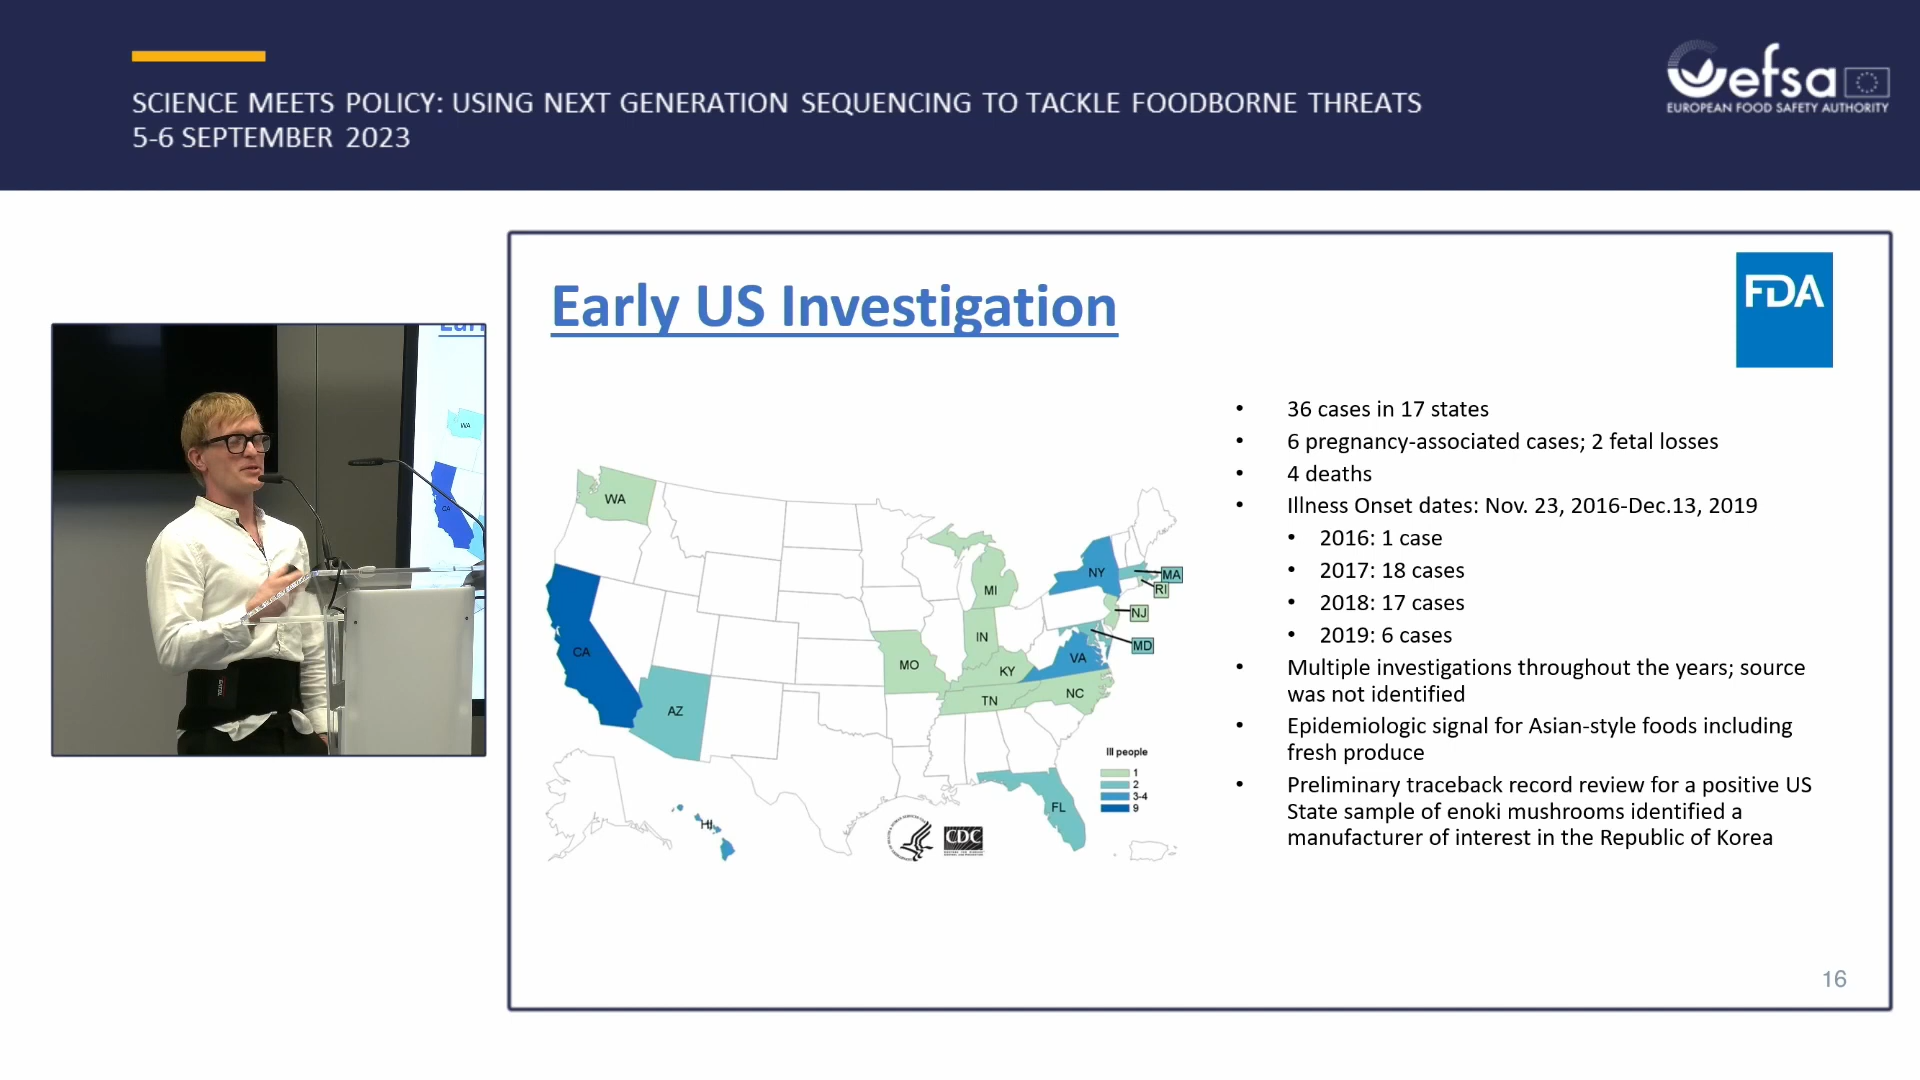 SCIENCE MEETS POLICY: USING NEXT GENERATION SEQUENCING TO TACKLE FOODBORNE THREATS
5-6 SEPTEMBER 2023
efsa
EUROPEAN FOOD SAFETY AUTHORITY
Early US Investigation
FDA
36 cases in 17 states
6 pregnancy-associated cases; 2 fetal losses
4 deaths
Illness Onset dates: Nov. 23, 2016-Dec.13, 2019
2016: 1 case
2017: 18 cases
2018: 17 cases
2019: 6 cases
Multiple investigations throughout the years; source
was not identified
Epidemiologic signal for Asian-style foods including
fresh produce
Preliminary traceback record review for a positive US
State sample of enoki mushrooms identified a
manufacturer of interest in the Republic of Korea
WA
CA
AZ
HI
MO
MI
IN
KY
TN
NC
VA
NY
MA
RI
NJ
MD
FL
Ill people
1
2
3-4
9
CDC
WA
CA
16